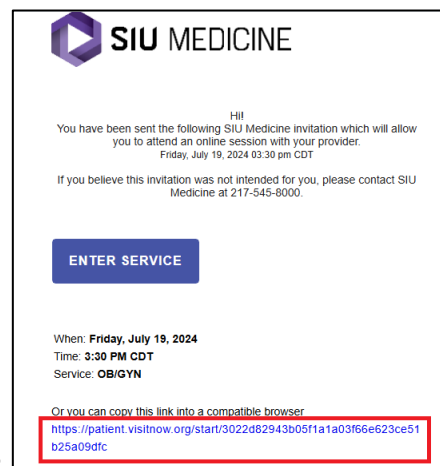 SIU MEDICINE
Hi!
You have been sent the following SIU Medicine invitation which will allow
you to attend an online session with your provider.
Friday, July 19, 2024 03:30 pm CDT
If you believe this invitation was not intended for you, please contact SIU
Medicine at 217-545-8000.
ENTER SERVICE
When: Friday, July 19, 2024
Time: 3:30 PM CDT
Service: OB/GYN
Or you can copy this link into a compatible browser
https://patient.visitnow.org/start/3022d82943b05f1a1a03f66e623ce51
b25a09dfc